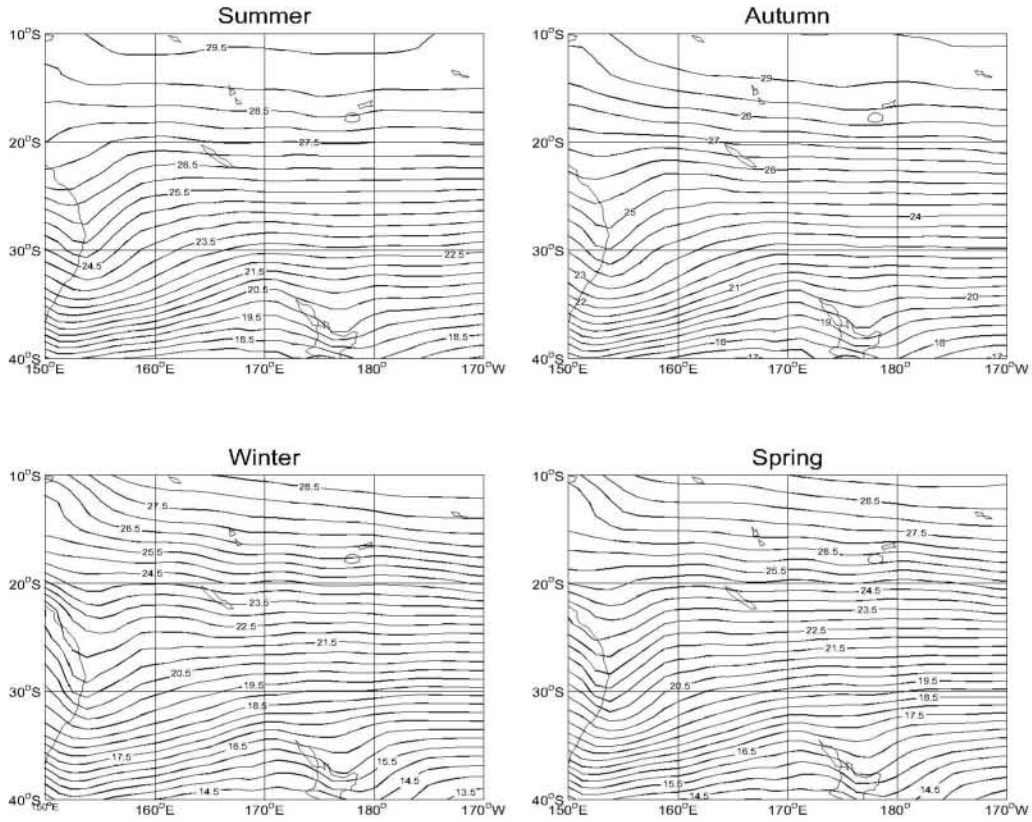 Summer
10°S
20°S
30°S
40°S
150°E
160°E
170°E
180°
170°W
29.5
28.5
27.5
26.5
25.5
24.5
23.5
22.5
21.5
20.5
19.5
18.5
18.5
Autumn
10°S
20°S
30°S
40°S
150°E
160°E
170°E
180°
170°W
29
28
27
26
25
24
23
22
21
20
19
18
18
17
17
Winter
10°S
20°S
30°S
40°S
150°E
160°E
170°E
180°
170°W
28.5
27.5
26.5
25.5
24.5
23.5
22.5
21.5
20.5
19.5
18.5
17.5
16.5
15.5
14.5
14.5
13.5
Spring
10°S
20°S
30°S
40°S
150°E
160°E
170°E
180°
170°W
28.5
27.5
26.5
25.5
24.5
23.5
22.5
21.5
20.5
19.5
18.5
17.5
16.5
15.5
14.5
14.5